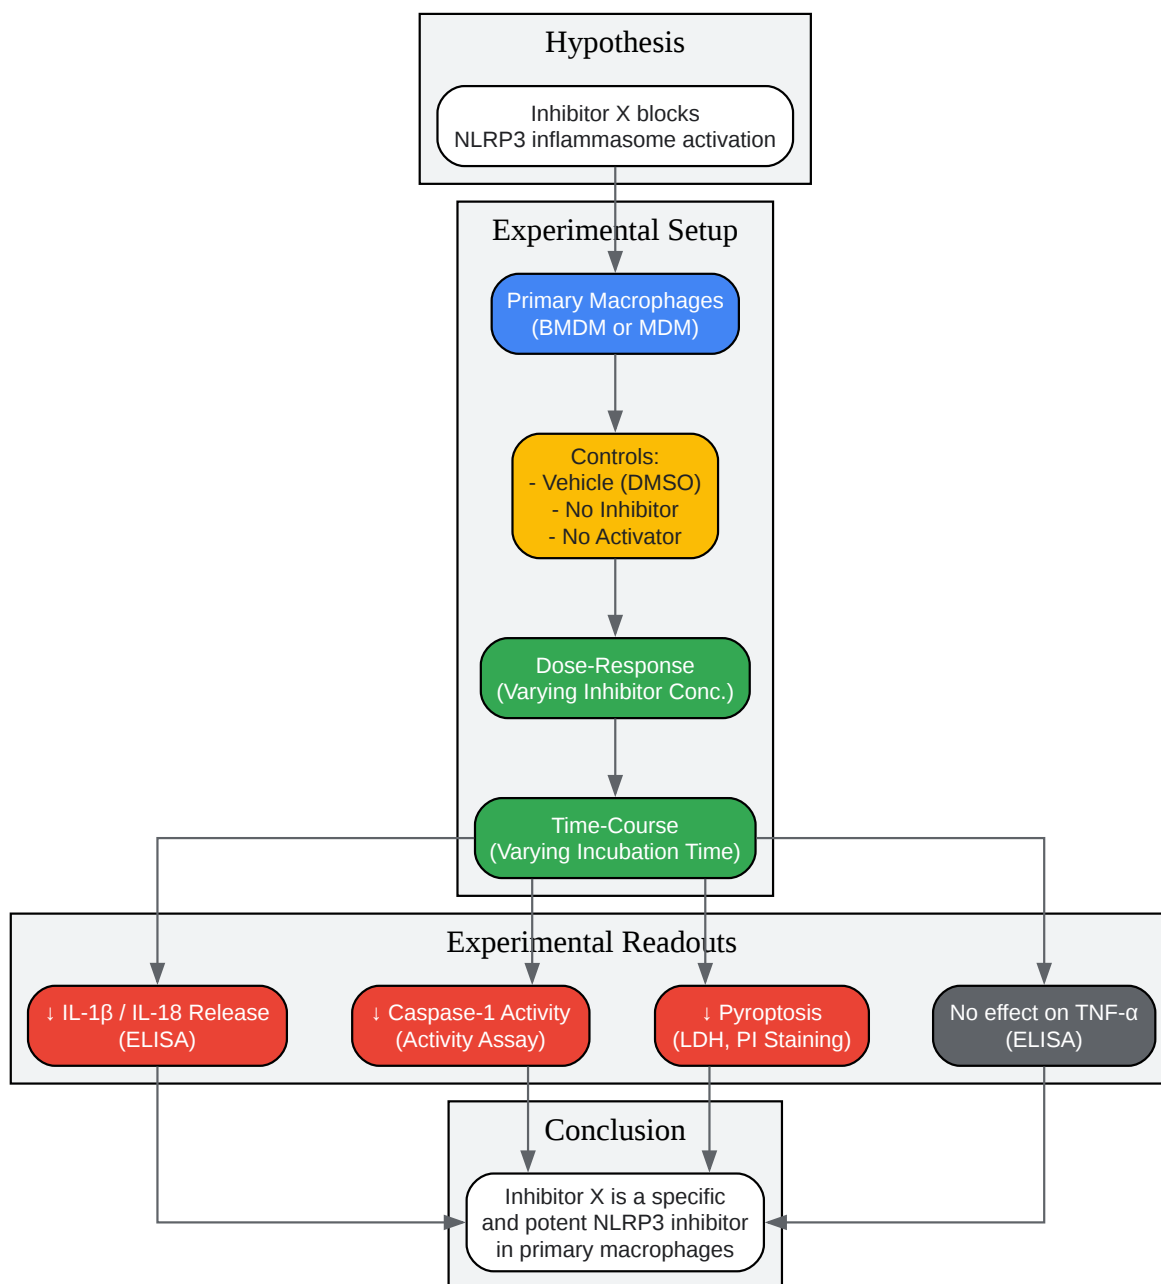 Hypothesis
Inhibitor X blocks
NLRP3 inflammasome activation
Experimental Setup
Primary Macrophages
(BMDM or MDM)
Controls:
- Vehicle (DMSO)
- No Inhibitor
- No Activator
Dose-Response
(Varying Inhibitor Conc.)
Time-Course
(Varying Incubation Time)
Experimental Readouts
↓ IL-1β / IL-18 Release
(ELISA)
↓ Caspase-1 Activity
(Activity Assay)
↓ Pyroptosis
(LDH, PI Staining)
No effect on TNF-α
(ELISA)
Conclusion
Inhibitor X is a specific
and potent NLRP3 inhibitor
in primary macrophages